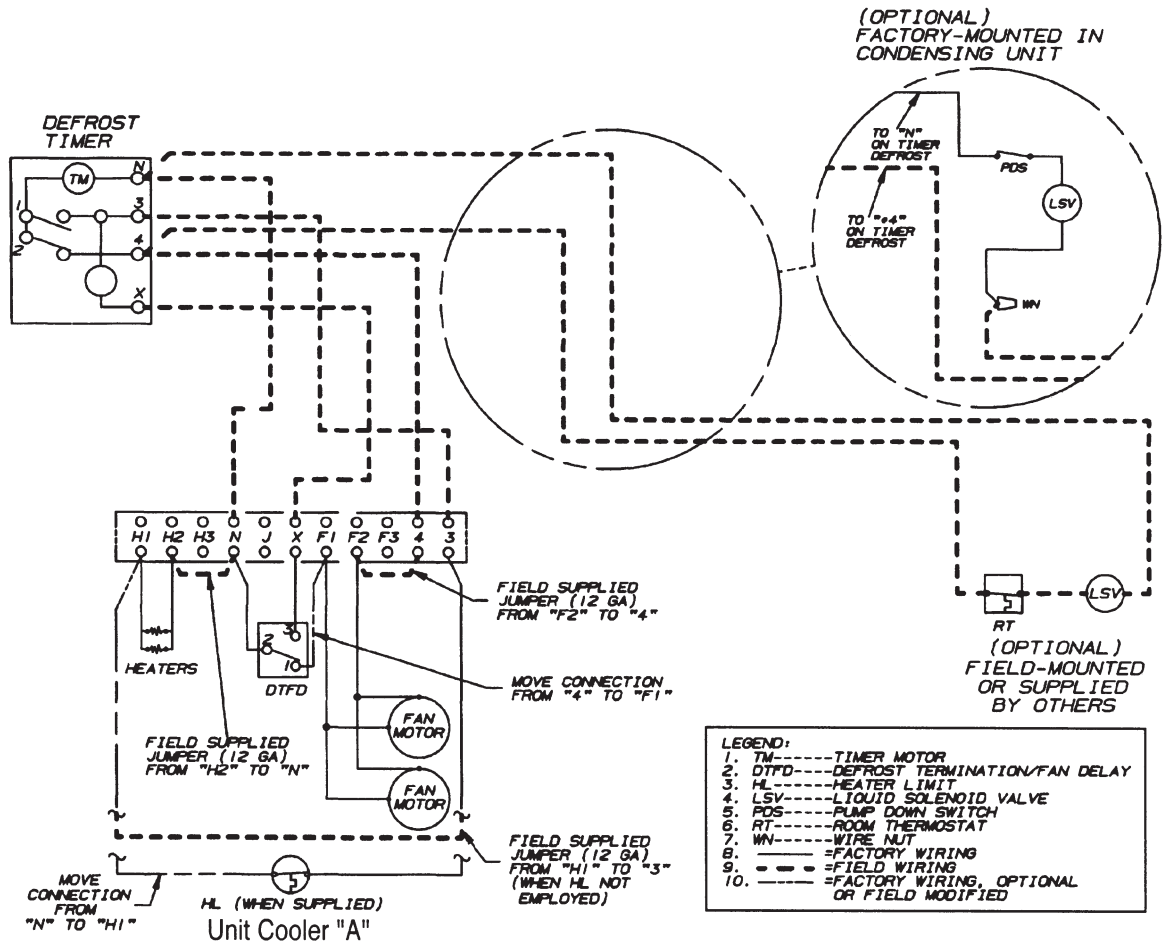 (OPTIONAL)
FACTORY-MOUNTED IN
CONDENSING UNIT
TO "N"
ON TIMER
DEFROST
PDS
LSV
TO "#4"
ON TIMER
DEFROST
WN
DEFROST
TIMER
TM
N
1
3
2
4
X
H1 H2 H3 N J X F1 F2 F3 4 3
FIELD SUPPLIED
JUMPER (12 GA)
FROM "F2" TO "4"
HEATERS
2
3
10
DTFD
MOVE CONNECTION
FROM "4" TO "F1"
FIELD SUPPLIED
JUMPER (12 GA)
FROM "H2" TO "N"
FAN
MOTOR
FAN
MOTOR
RT
LSV
(OPTIONAL)
FIELD-MOUNTED
OR SUPPLIED
BY OTHERS
FIELD SUPPLIED
JUMPER (12 GA)
FROM "H1" TO "3"
(WHEN HL NOT
EMPLOYED)
MOVE
CONNECTION
FROM
"N" TO "H1"
HL (WHEN SUPPLIED)
Unit Cooler "A"
LEGEND:
1. TM-----TIMER MOTOR
2. DTFD-----DEFROST TERMINATION/FAN DELAY
3. HL------HEATER LIMIT
4. LSV-----LIQUID SOLENOID VALVE
5. PDS-----PUMP DOWN SWITCH
6. RT------ROOM THERMOSTAT
7. WN------WIRE NUT
8. =FACTORY WIRING
9. =FIELD WIRING
10. =FACTORY WIRING, OPTIONAL
OR FIELD MODIFIED